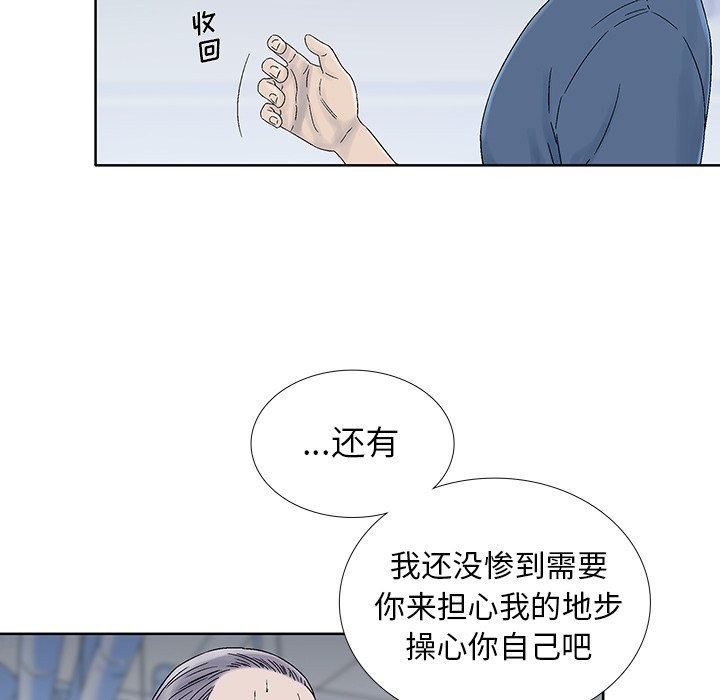 收回
...还有
我还没惨到需要
你来担心我的地步
操心你自己吧